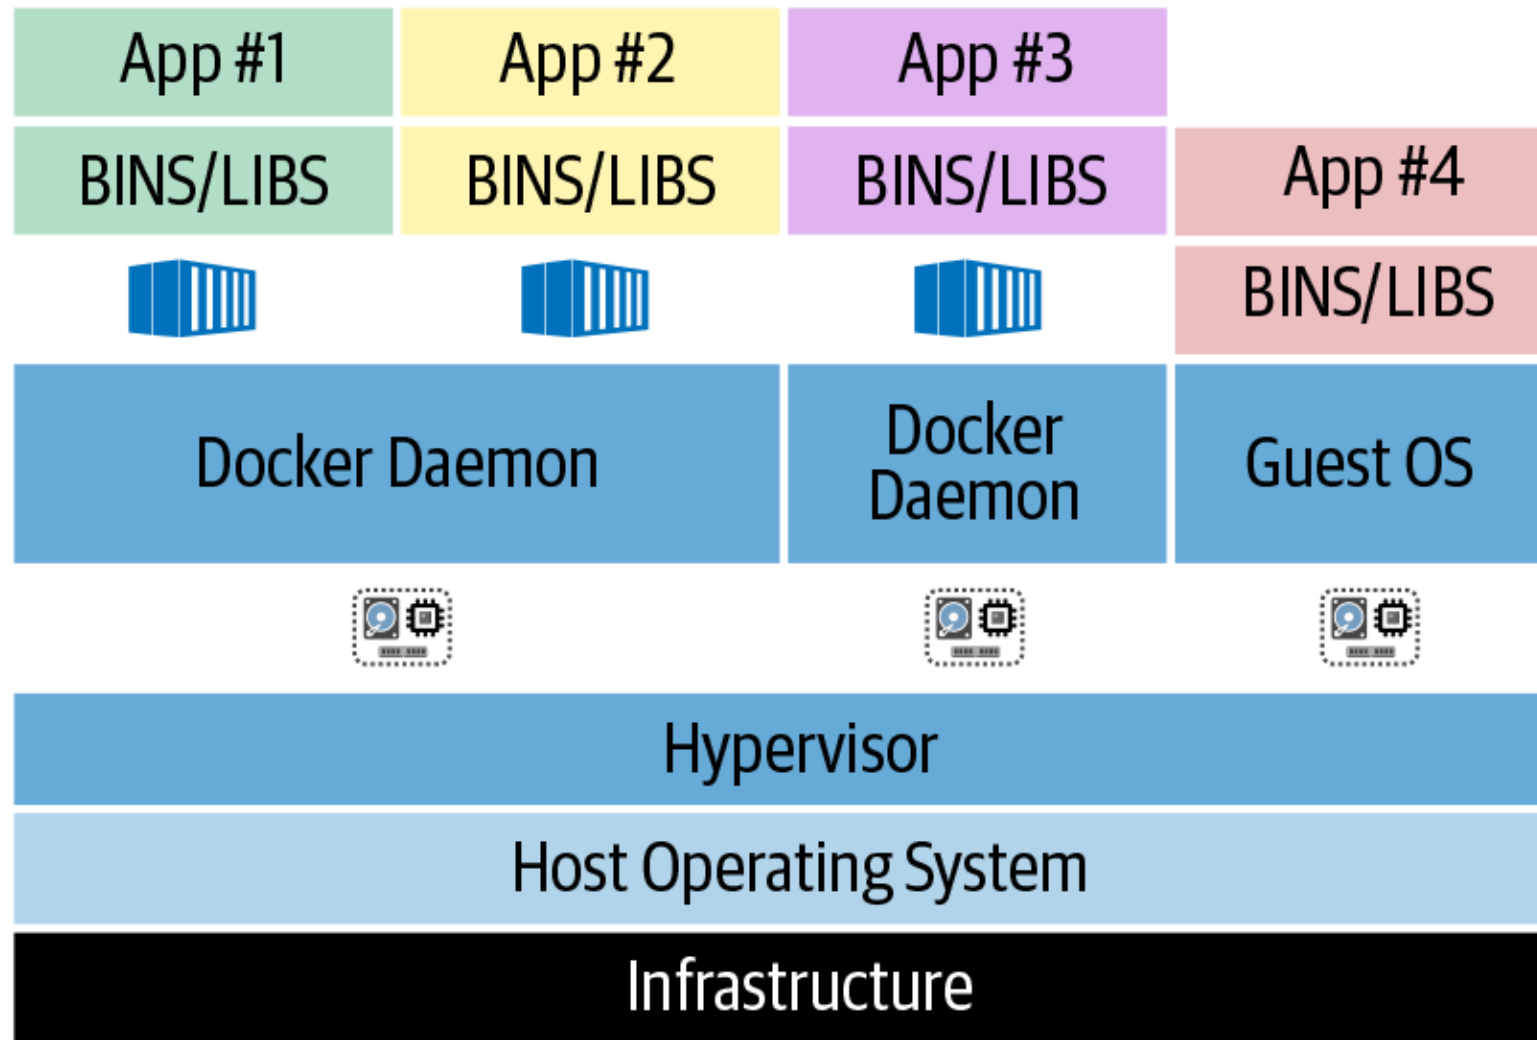 App #1
App #2
App #3
BINS/LIBS
BINS/LIBS
BINS/LIBS
App #4
BINS/LIBS
Docker Daemon
Docker
Daemon
Guest OS
Hypervisor
Host Operating System
Infrastructure